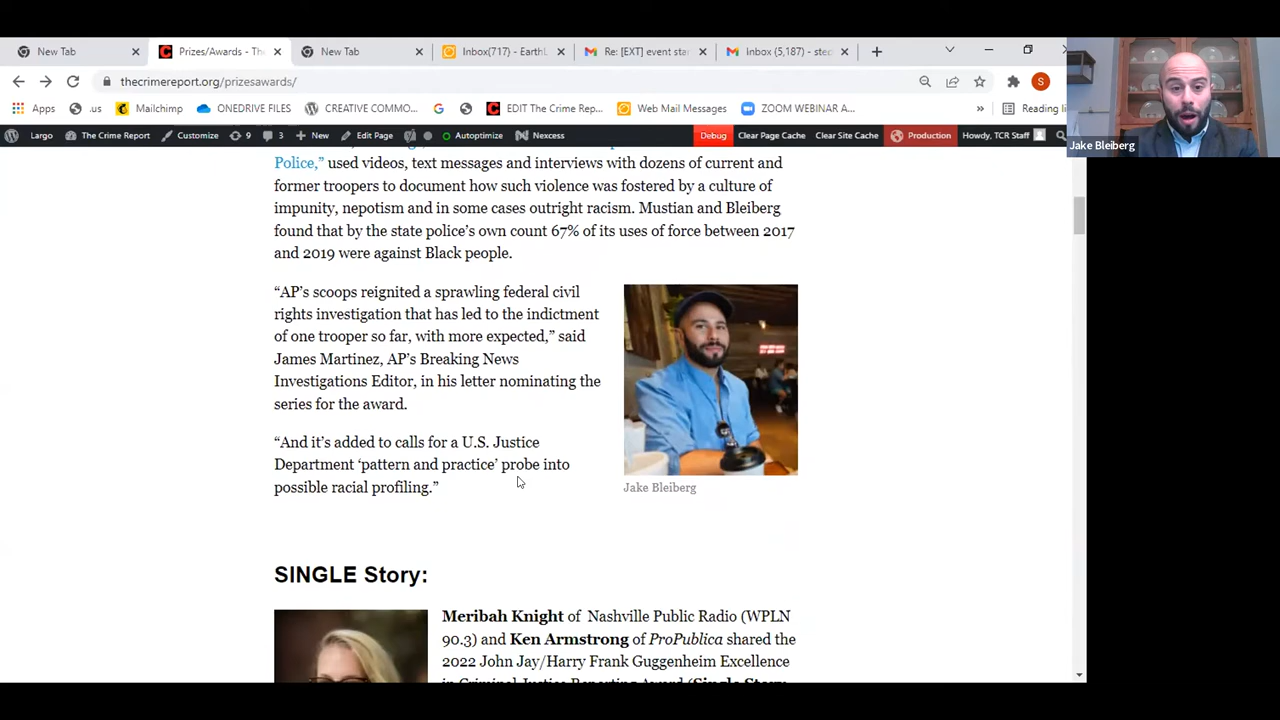 New Tab
Prizes/Awards - The
New Tab
Inbox(717) - EarthL
Re: [EXT] event star
Inbox (5,187) - step
thecrimereport.org/prizesawards/
Apps
.us
Mailchimp
ONEDRIVE FILES
CREATIVE COMMO...
EDIT The Crime Rep...
Web Mail Messages
ZOOM WEBINAR A...
»
Reading li
Largo
The Crime Report
Customize
9
3
New
Edit Page
Autoptimize
Nexcess
Debug
Clear Page Cache
Clear Site Cache
Production
Howdy, TCR Staff
Jake Bleiberg
Police,” used videos, text messages and interviews with dozens of current and
former troopers to document how such violence was fostered by a culture of
impunity, nepotism and in some cases outright racism. Mustian and Bleiberg
found that by the state police’s own count 67% of its uses of force between 2017
and 2019 were against Black people.
“AP’s scoops reignited a sprawling federal civil
rights investigation that has led to the indictment
of one trooper so far, with more expected,” said
James Martinez, AP’s Breaking News
Investigations Editor, in his letter nominating the
series for the award.
“And it’s added to calls for a U.S. Justice
Department ‘pattern and practice’ probe into
possible racial profiling.”
Jake Bleiberg
SINGLE Story:
Meribah Knight of Nashville Public Radio (WPLN
90.3) and Ken Armstrong of ProPublica shared the
2022 John Jay/Harry Frank Guggenheim Excellence
in Criminal Justice Reporting Award (Single Story